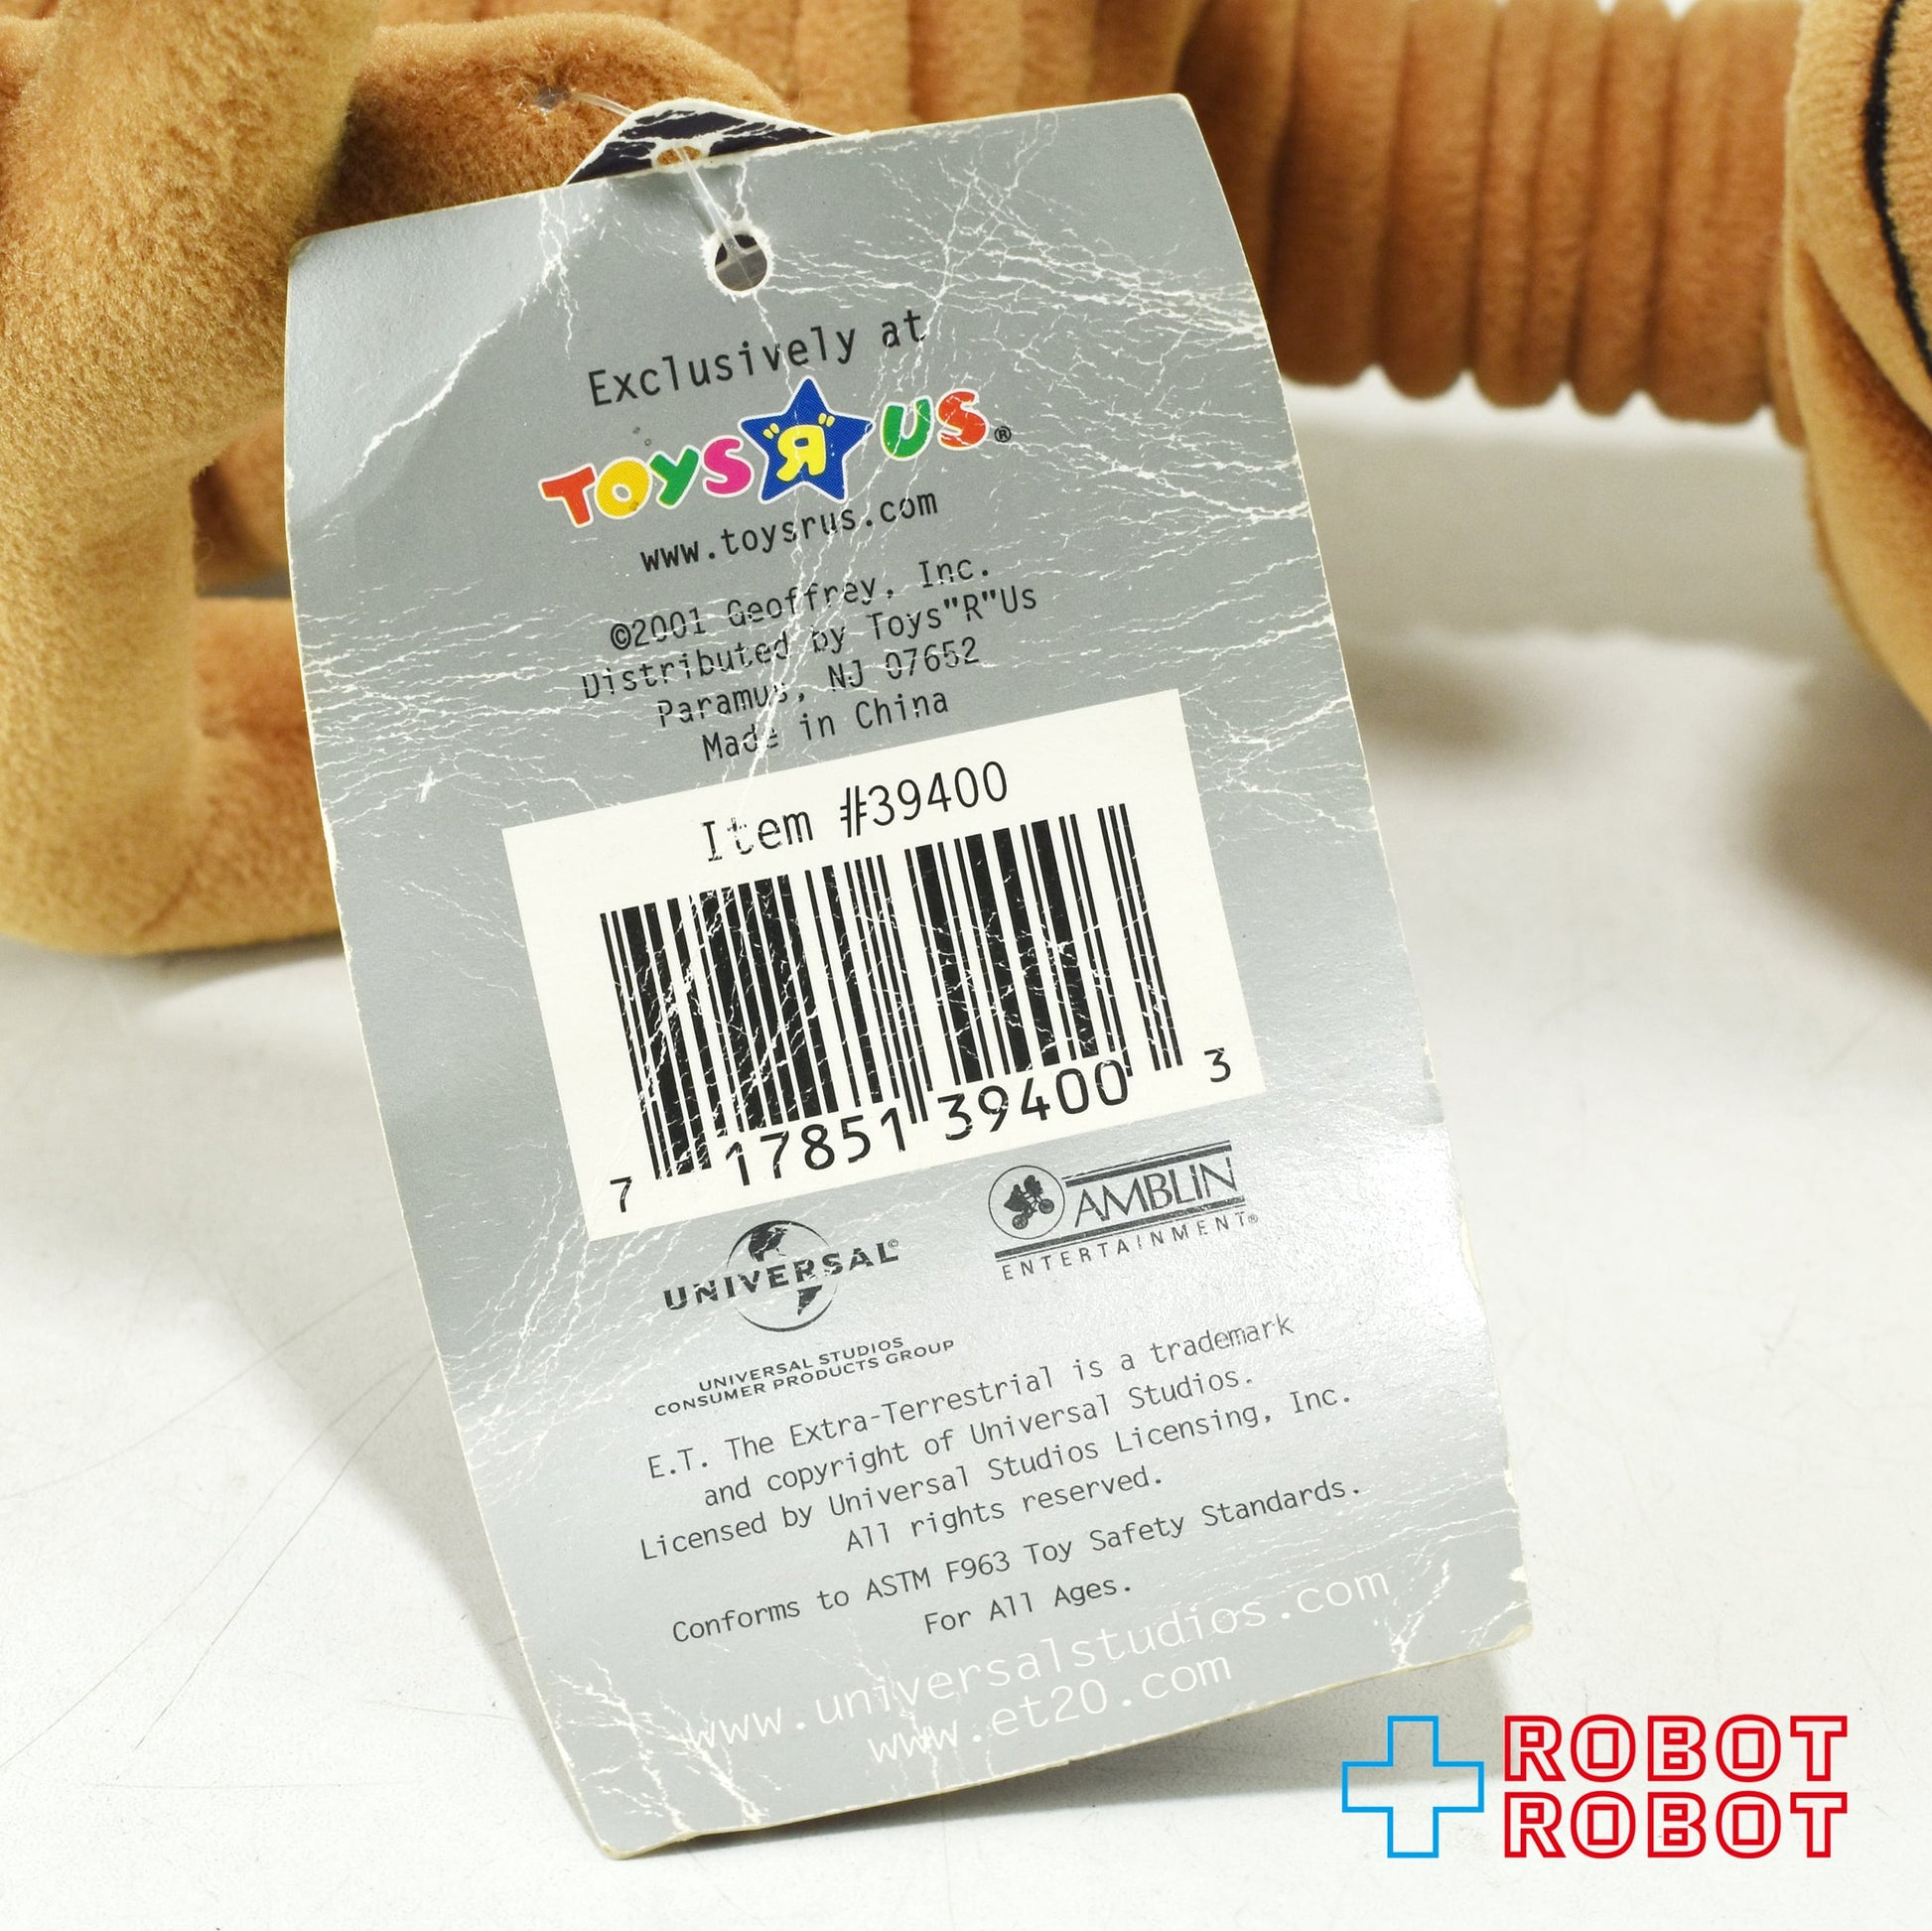 Exclusively at
TOYS "R" US®
www.toysrus.com
©2001 Geoffrey, Inc.
Distributed by Toys"R"Us
Paramus, NJ 07652
Made in China
Item #39400
7 17851 39400 3
UNIVERSAL©
UNIVERSAL STUDIOS
CONSUMER PRODUCTS GROUP
AMBLIN
ENTERTAINMENT®
E.T. The Extra-Terrestrial is a trademark
and copyright of Universal Studios.
Licensed by Universal Studios Licensing, Inc.
All rights reserved.
Conforms to ASTM F963 Toy Safety Standards.
For All Ages.
www.universalstudios.com
www.et20.com
ROBOT
ROBOT